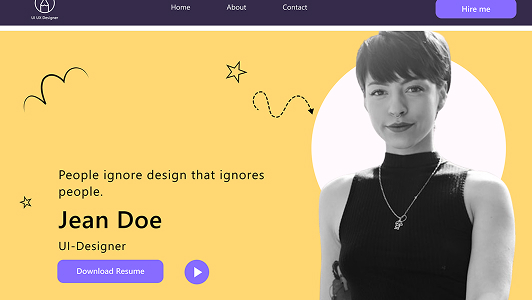 UI UX Designer
Home
About
Contact
Hire me
People ignore design that ignores
people.
Jean Doe
UI-Designer
Download Resume